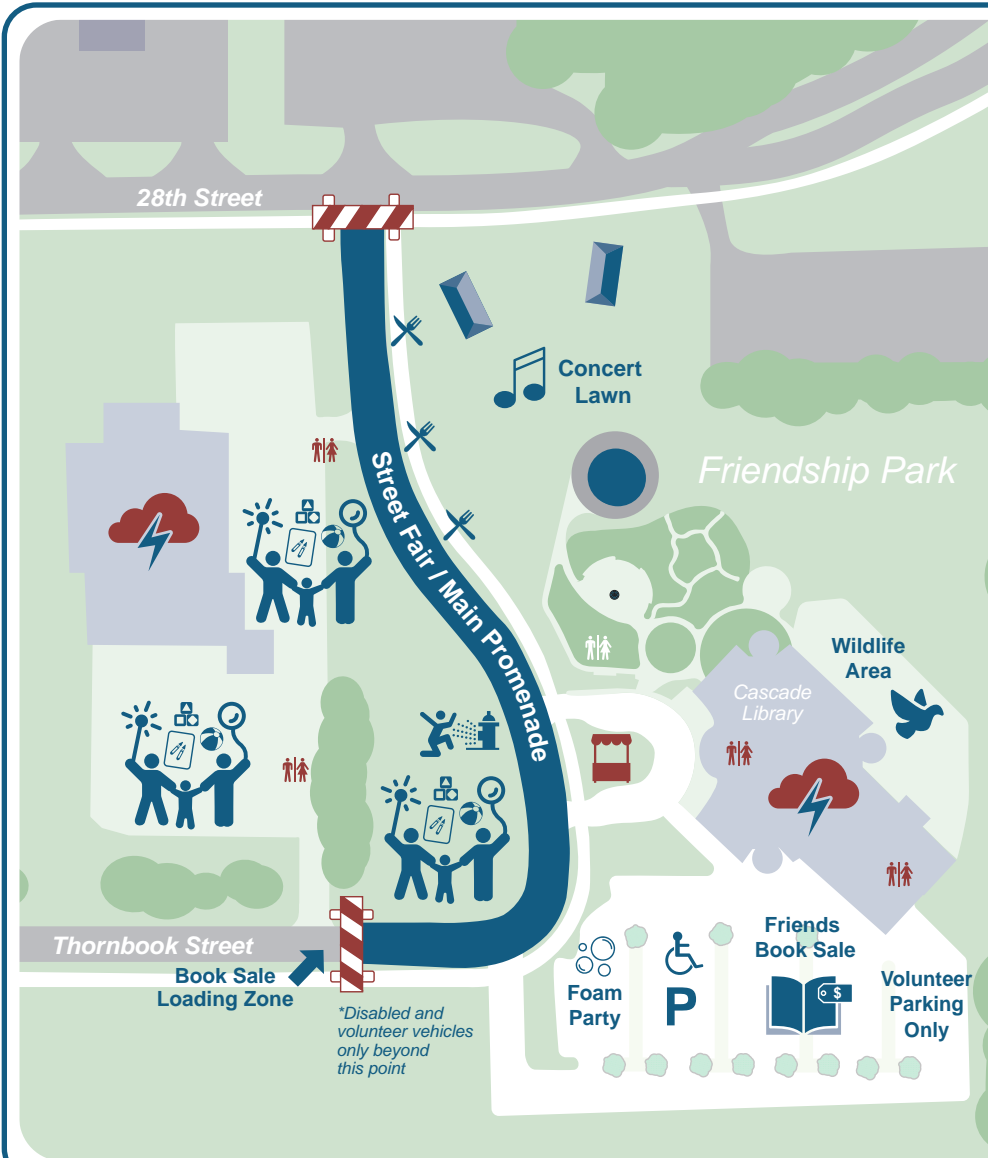 28th Street
Concert
Lawn
Friendship Park
Street Fair / Main Promenade
Wildlife
Area
Cascade
Library
Thornbook Street
Book Sale
Loading Zone
*Disabled and
volunteer vehicles
only beyond
this point
Foam
Party
P
Friends
Book Sale
$
Volunteer
Parking
Only